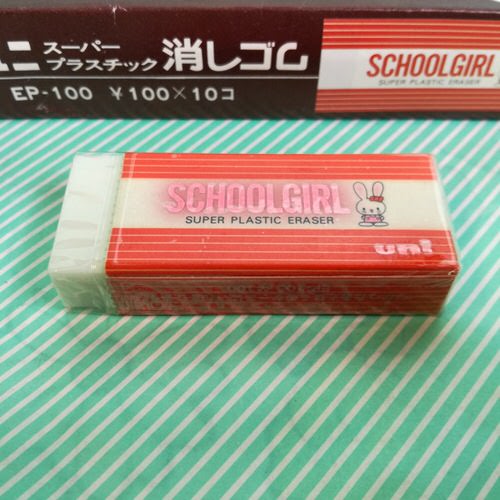 ユニ スーパー
プラスチック 消しゴム
EP-100 ¥100×10コ
SCHOOLGIRL
SUPER PLASTIC ERASER
SCHOOLGIRL
SUPER PLASTIC ERASER
uni